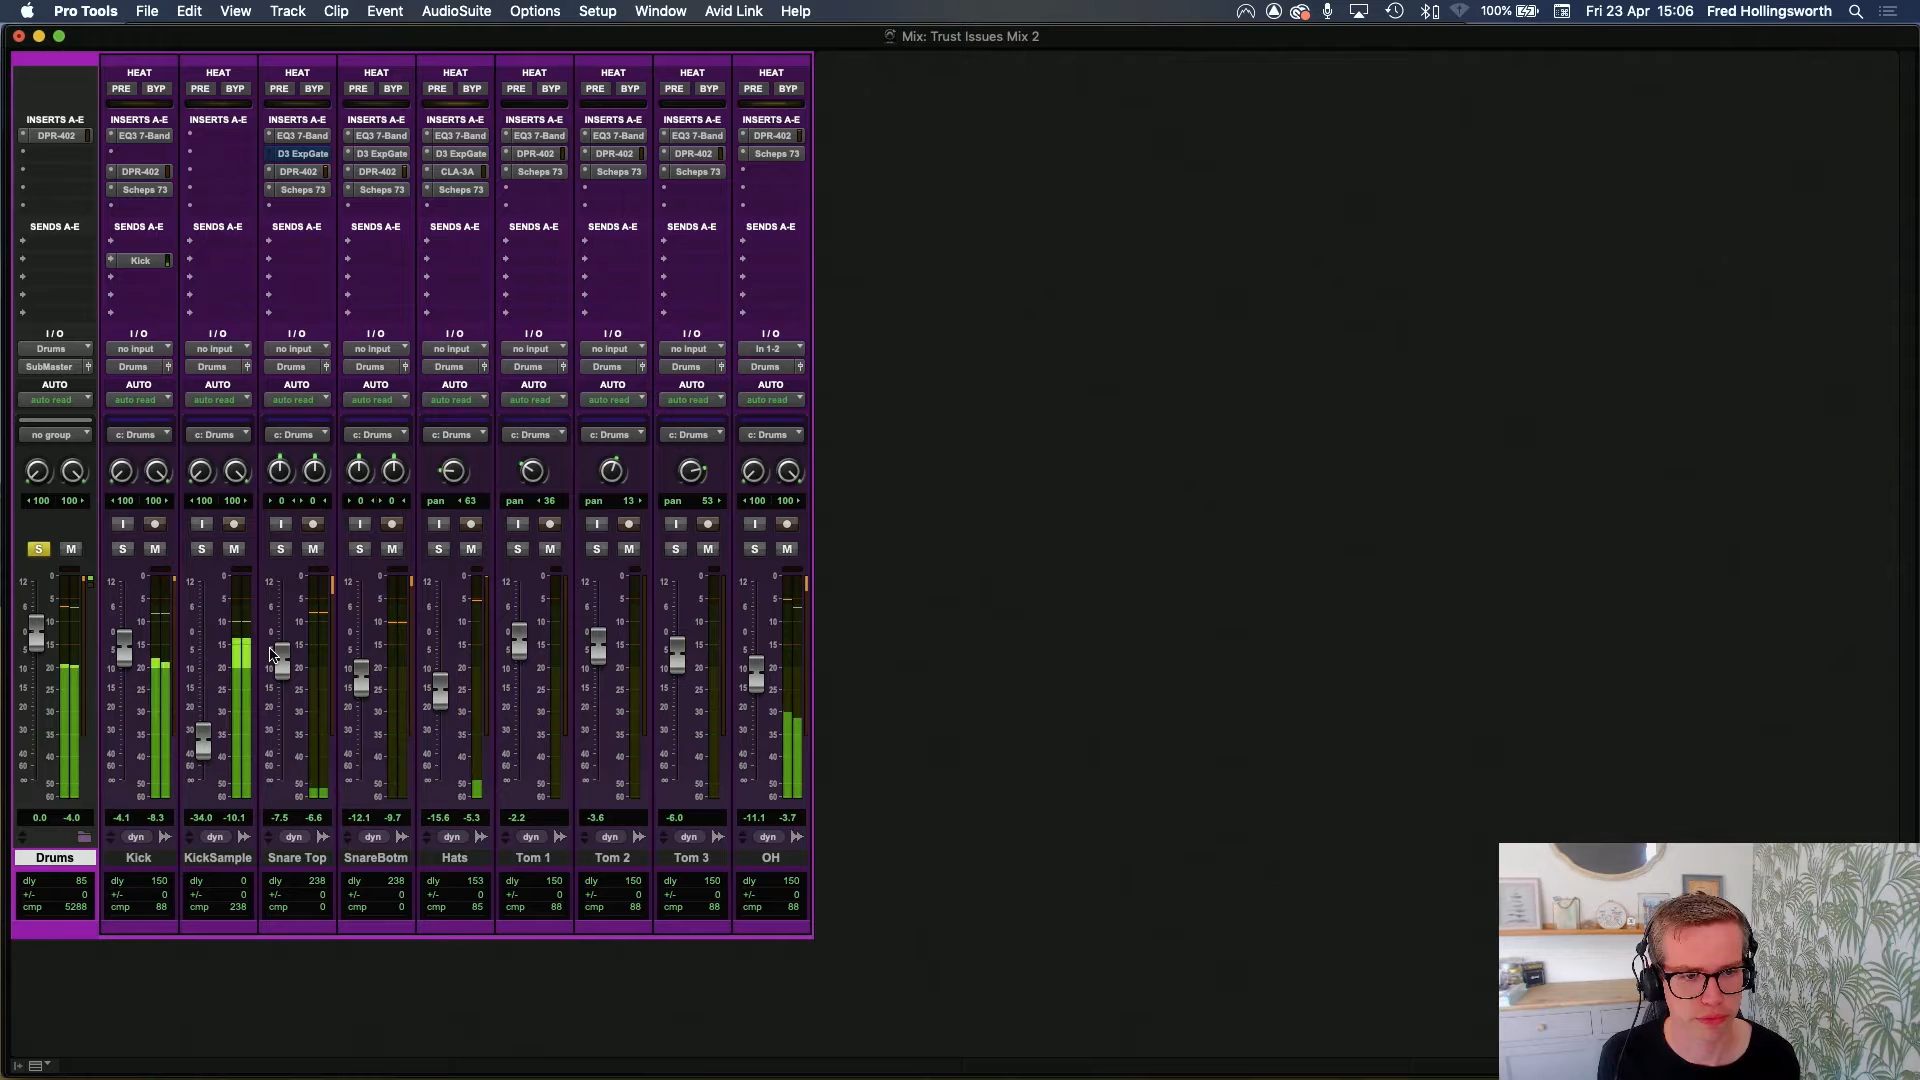 Pro Tools File Edit View Track Clip Event AudioSuite Options Setup Window Avid Link Help 100% Fri 23 Apr 15:06 Fred Hollingsworth
Mix: Trust Issues Mix 2
HEAT HEAT HEAT HEAT HEAT HEAT HEAT HEAT HEAT
PRE BYP PRE BYP PRE BYP PRE BYP PRE BYP PRE BYP PRE BYP PRE BYP PRE BYP
INSERTS A-E INSERTS A-E INSERTS A-E INSERTS A-E INSERTS A-E INSERTS A-E INSERTS A-E INSERTS A-E INSERTS A-E INSERTS A-E
DPR-402 EQ3 7-Band EQ3 7-Band EQ3 7-Band EQ3 7-Band EQ3 7-Band EQ3 7-Band EQ3 7-Band DPR-402
D3 ExpGate D3 ExpGate D3 ExpGate DPR-402 DPR-402 DPR-402 Scheps 73
DPR-402 DPR-402 DPR-402 CLA-3A Scheps 73 Scheps 73 Scheps 73
Scheps 73 Scheps 73 Scheps 73 Scheps 73
SENDS A-E SENDS A-E SENDS A-E SENDS A-E SENDS A-E SENDS A-E SENDS A-E SENDS A-E SENDS A-E SENDS A-E
Kick
I / O I / O I / O I / O I / O I / O I / O I / O I / O I / O
Drums no input no input no input no input no input no input no input no input In 1-2
SubMaster Drums Drums Drums Drums Drums Drums Drums Drums Drums
AUTO AUTO AUTO AUTO AUTO AUTO AUTO AUTO AUTO AUTO
auto read auto read auto read auto read auto read auto read auto read auto read auto read auto read
no group c: Drums c: Drums c: Drums c: Drums c: Drums c: Drums c: Drums c: Drums c: Drums
100 100 100 100 100 100 0 0 0 0 pan 63 pan 36 pan 13 pan 53 100 100
I I I I I I I I I
S M S M S M S M S M S M S M S M S M S M
0.0 -4.0 -4.1 -8.3 -34.0 -10.1 -7.5 -6.6 -12.1 -9.7 -15.6 -5.3 -2.2 -3.6 -6.0 -11.1 -3.7
dyn dyn dyn dyn dyn dyn dyn dyn dyn
Drums Kick KickSample Snare Top SnareBotm Hats Tom 1 Tom 2 Tom 3 OH
dly 85 dly 150 dly 0 dly 238 dly 238 dly 153 dly 150 dly 150 dly 150 dly 150
+/- 0 +/- 0 +/- 0 +/- 0 +/- 0 +/- 0 +/- 0 +/- 0 +/- 0 +/- 0
cmp 5288 cmp 88 cmp 238 cmp 0 cmp 0 cmp 85 cmp 88 cmp 88 cmp 88 cmp 88